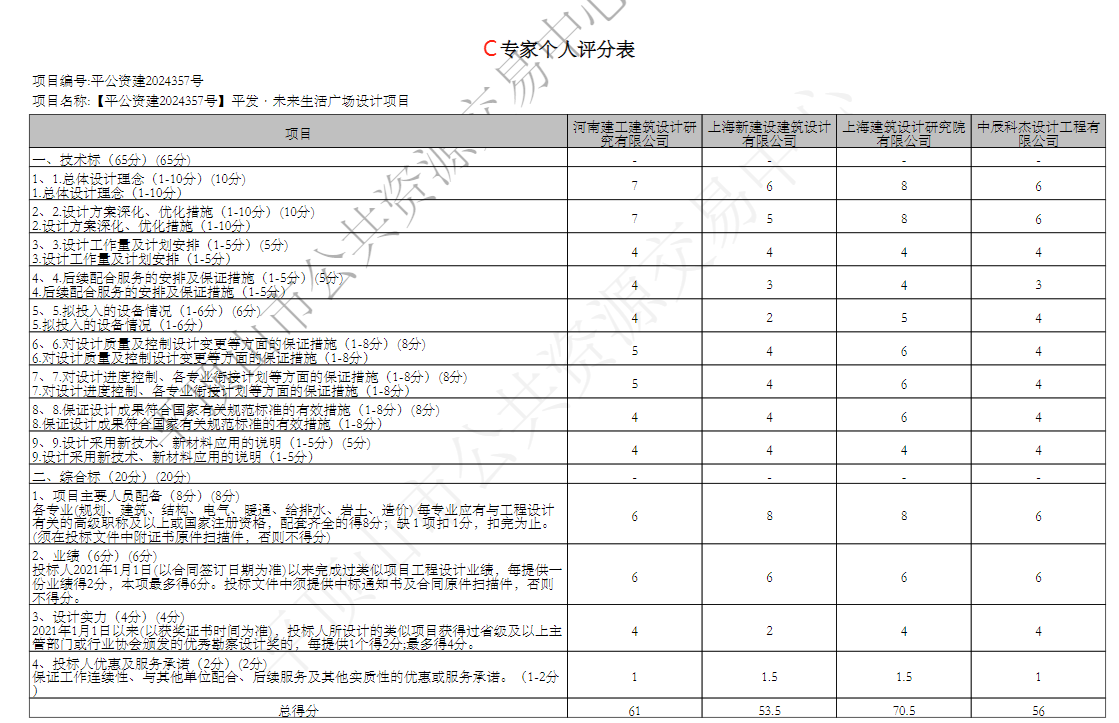 C专家个人评分表
项目编号:平公资建2024357号
项目名称:【平公资建2024357号】平发·未来生活广场设计项目
项目 河南建工建筑设计研究有限公司 上海新建设建筑设计有限公司 上海建筑设计研究院有限公司 中辰科杰设计工程有限公司
一、技术标（65分）(65分) - - - -
1、1.总体设计理念（1-10分）(10分)
1.总体设计理念（1-10分） 7 6 8 6
2、2.设计方案深化、优化措施（1-10分）(10分)
2.设计方案深化、优化措施（1-10分） 7 5 8 6
3、3.设计工作量及计划安排（1-5分）(5分)
3.设计工作量及计划安排（1-5分） 4 4 4 4
4、4.后续配合服务的安排及保证措施（1-5分）(5分)
4.后续配合服务的安排及保证措施（1-5分） 4 3 4 3
5、5.拟投入的设备情况（1-6分）(6分)
5.拟投入的设备情况（1-6分） 4 2 5 4
6、6.对设计质量及控制设计变更等方面的保证措施（1-8分）(8分)
6.对设计质量及控制设计变更等方面的保证措施（1-8分） 5 4 6 4
7、7.对设计进度控制、各专业衔接计划等方面的保证措施（1-8分）(8分)
7.对设计进度控制、各专业衔接计划等方面的保证措施（1-8分） 5 4 6 4
8、8.保证设计成果符合国家有关规范标准的有效措施（1-8分）(8分)
8.保证设计成果符合国家有关规范标准的有效措施（1-8分） 4 4 6 4
9、9.设计采用新技术、新材料应用的说明（1-5分）(5分)
9.设计采用新技术、新材料应用的说明（1-5分） 4 4 4 4
二、综合标（20分）(20分) - - - -
1、项目主要人员配备（8分）(8分)
各专业(规划、建筑、结构、电气、暖通、给排水、岩土、造价) 每专业应有与工程设计
有关的高级职称及以上或国家注册资格，配套齐全的得8分；缺1项扣1分，扣完为止。
(须在投标文件中附证书原件扫描件，否则不得分) 6 8 8 6
2、业绩（6分）(6分)
投标人2021年1月1日(以合同签订日期为准)以来完成过类似项目工程设计业绩，每提供一
份业绩得2分，本项最多得6分。投标文件中须提供中标通知书及合同原件扫描件，否则
不得分。 6 6 6 6
3、设计实力（4分）(4分)
2021年1月1日以来(以获奖证书时间为准)，投标人所设计的类似项目获得过省级及以上主
管部门或行业协会颁发的优秀勘察设计奖的，每提供1个得2分;最多得4分。 4 2 4 4
4、投标人优惠及服务承诺（2分）(2分)
保证工作连续性、与其他单位配合、后续服务及其他实质性的优惠或服务承诺。（1-2分
） 1 1.5 1.5 1
总得分 61 53.5 70.5 56
平顶山市公共资源交易中心
平顶山市公共资源交易中心